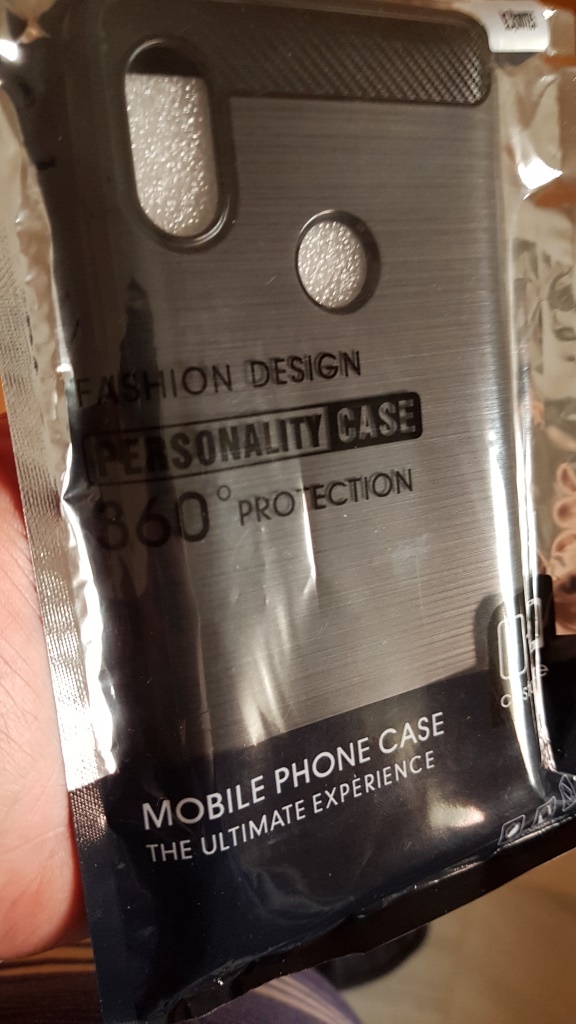 FASHION DESIGN
PERSONALITY CASE
360° PROTECTION
MOBILE PHONE CASE
THE ULTIMATE EXPERIENCE